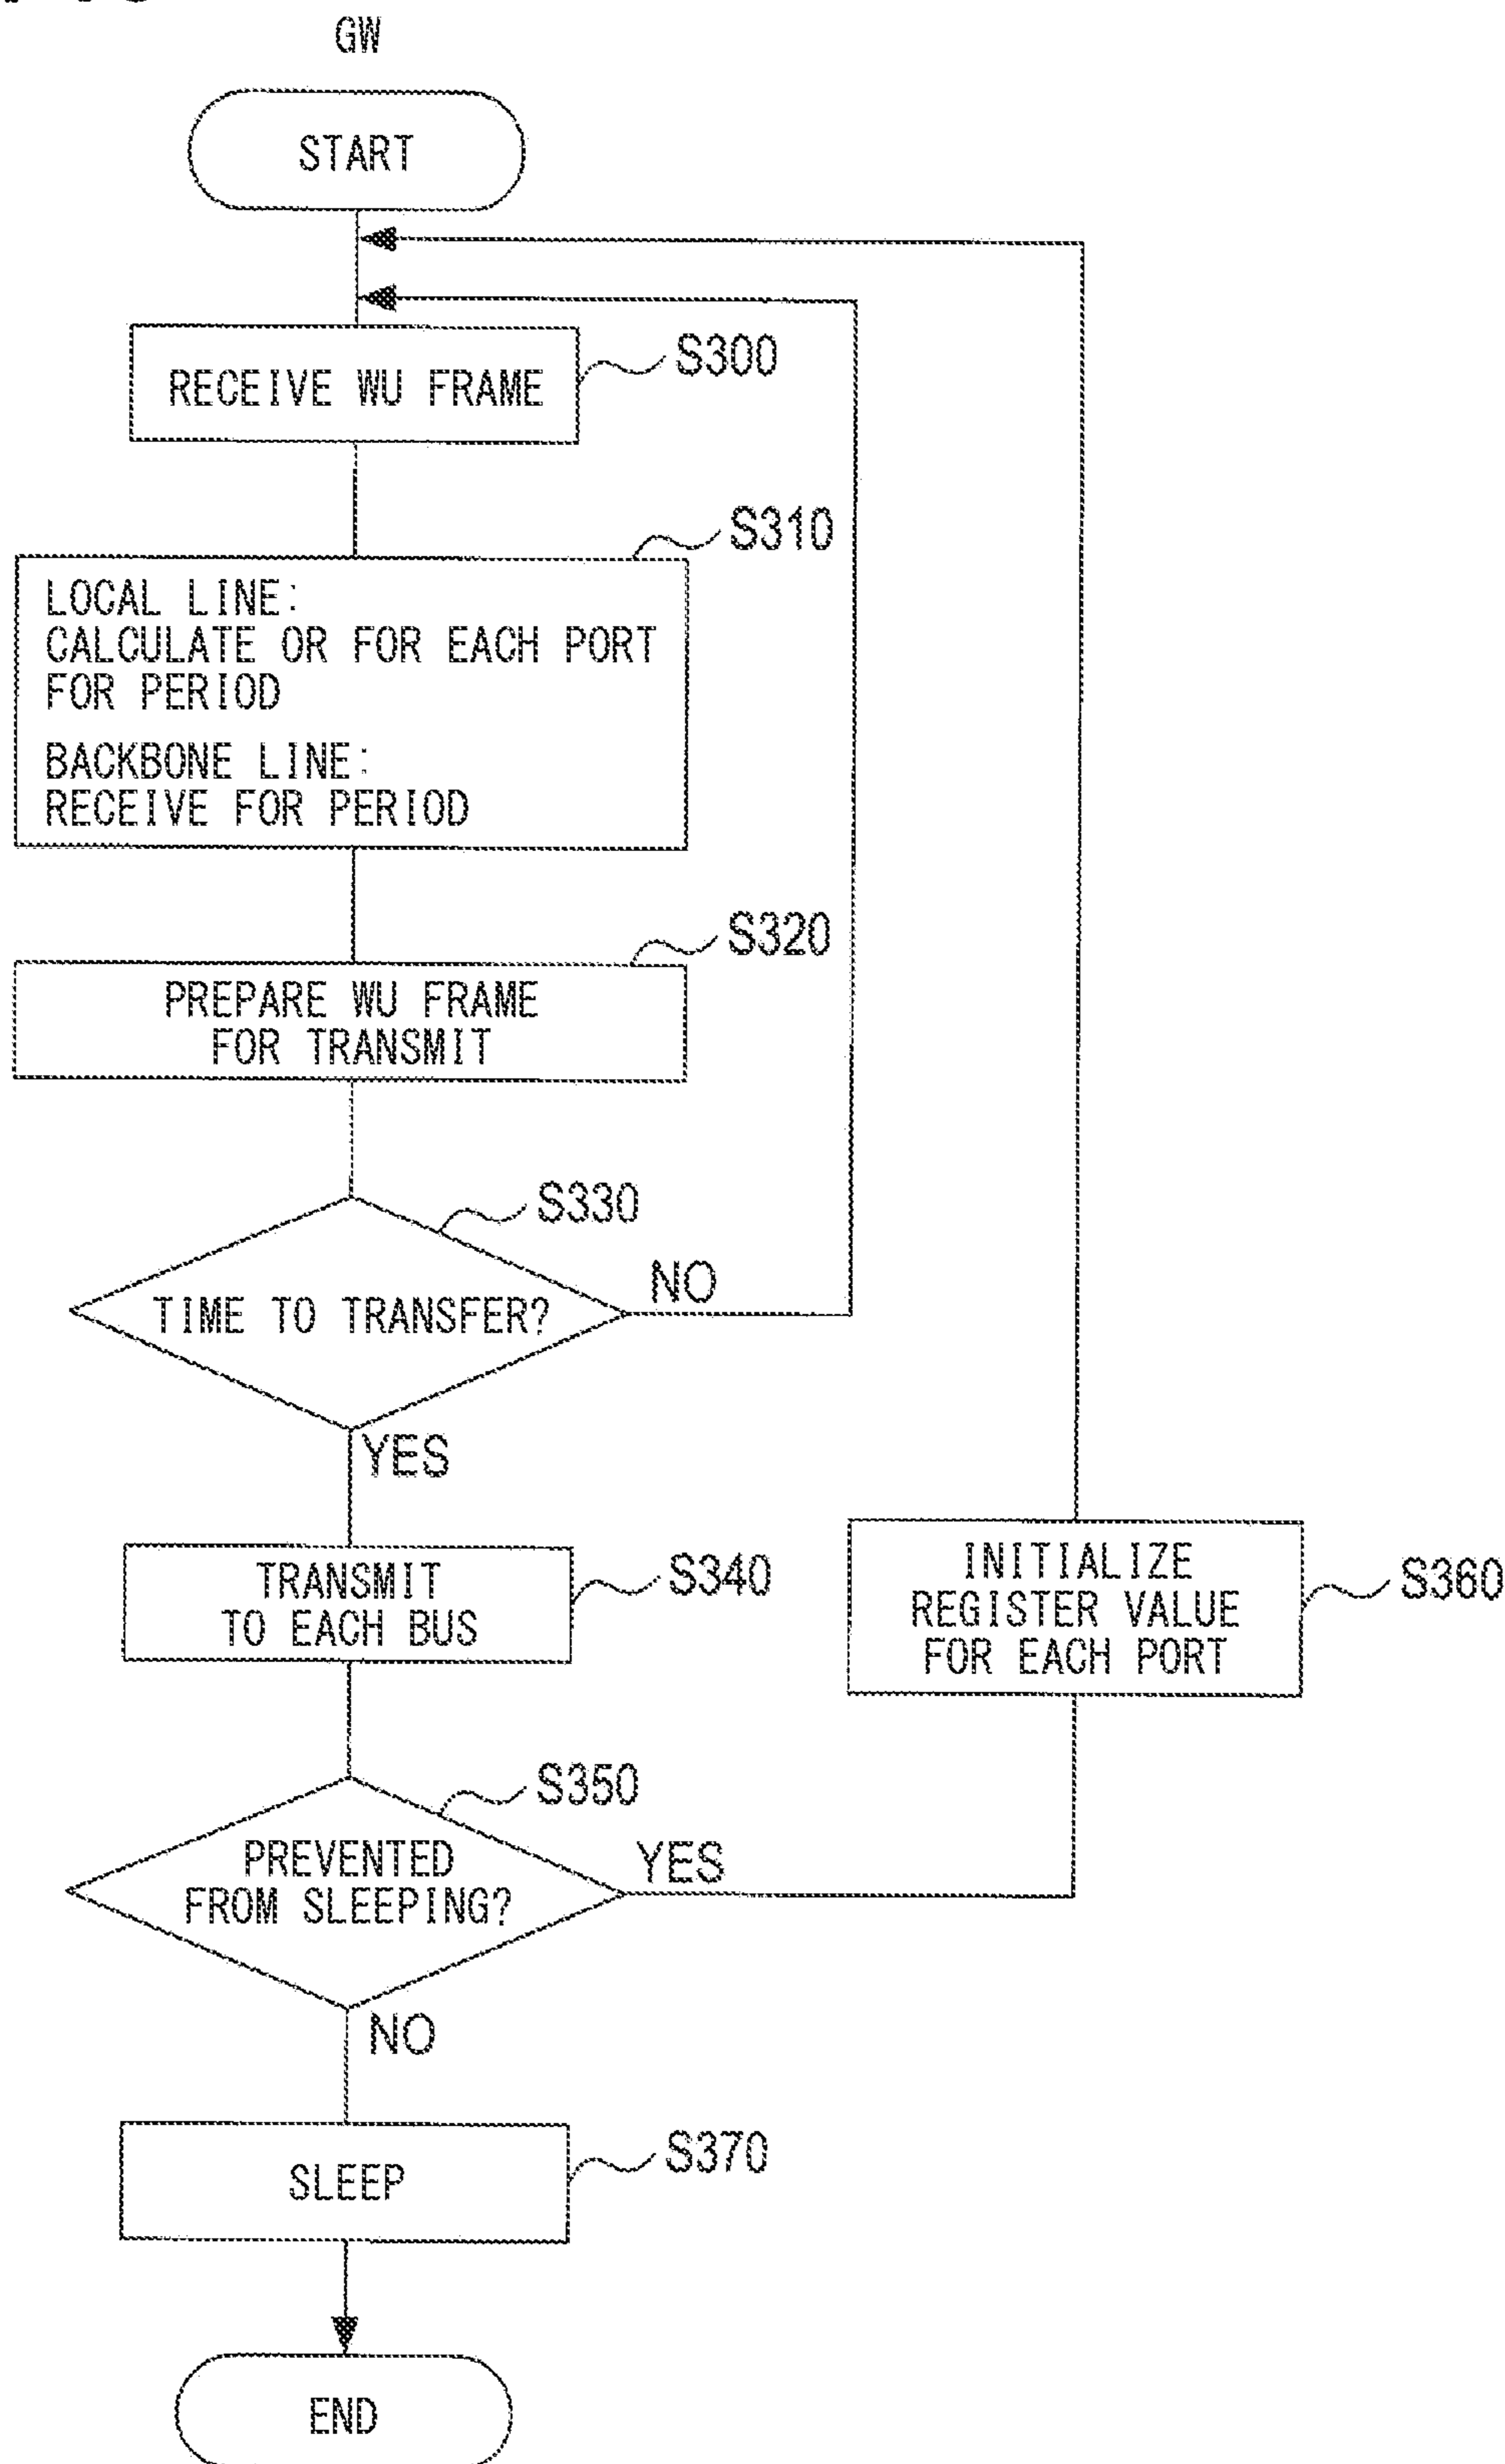 GW
START
RECEIVE WU FRAME
S300
S310
LOCAL LINE:
CALCULATE OR FOR EACH PORT
FOR PERIOD
BACKBONE LINE:
RECEIVE FOR PERIOD
S320
PREPARE WU FRAME
FOR TRANSMIT
S330
TIME TO TRANSFER?
NO
YES
TRANSMIT
TO EACH BUS
S340
INITIALIZE
REGISTER VALUE
FOR EACH PORT
S360
S350
PREVENTED
FROM SLEEPING?
YES
NO
SLEEP
S370
END